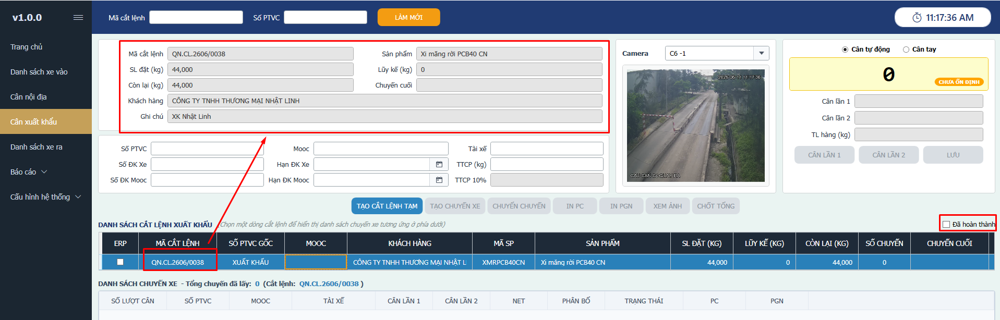 v1.0.0
Mã cắt lệnh
Số PTVC
LÀM MỚI
11:17:36 AM
Trang chủ
Danh sách xe vào
Cân nội địa
Cân xuất khẩu
Danh sách xe ra
Báo cáo
Cấu hình hệ thống
Mã cắt lệnh QN.CL.2606/0038 Sản phẩm Xi măng rời PCB40 CN
SL đặt (kg) 44,000 Lũy kế (kg) 0
Còn lại (kg) 44,000 Chuyến cuối
Khách hàng CÔNG TY TNHH THƯƠNG MẠI NHẬT LINH
Ghi chú XK Nhật Linh
Số PTVC Mooc Tài xế
Số ĐK Xe Hạn ĐK Xe TTCP (kg)
Số ĐK Mooc Hạn ĐK Mooc TTCP 10%
Camera C6 -1
2025-05-11 11:17:36
CAU CAN C6 QUAY RA
Cân tự động Cân tay
0
CHƯA ỔN ĐỊNH
Cân lần 1
Cân lần 2
TL hàng (kg)
CÂN LẦN 1 CÂN LẦN 2 LƯU
TẠO CẮT LỆNH TẠM TẠO CHUYẾN XE CHUYỂN CHUYẾN IN PC IN PGN XEM ẢNH CHỐT TỔNG
DANH SÁCH CẮT LỆNH XUẤT KHẨU (Chọn một dòng cắt lệnh để hiển thị danh sách chuyến xe tương ứng ở phía dưới) Đã hoàn thành
ERP MÃ CẮT LỆNH SỐ PTVC GỐC MOOC KHÁCH HÀNG MÃ SP SẢN PHẨM SL ĐẶT (KG) LŨY KẾ (KG) CÒN LẠI (KG) SỐ CHUYẾN CHUYẾN CUỐI
QN.CL.2606/0038 XUẤT KHẨU CÔNG TY TNHH THƯƠNG MẠI NHẬT L XMRPCB40CN Xi măng rời PCB40 CN 44,000 0 44,000 0
DANH SÁCH CHUYẾN XE - Tổng chuyến đã lấy: 0 (Cắt lệnh: QN.CL.2606/0038 )
SỐ LƯỢT CÂN SỐ PTVC MOOC TÀI XẾ CÂN LẦN 1 CÂN LẦN 2 NET PHÂN BỔ TRẠNG THÁI PC PGN